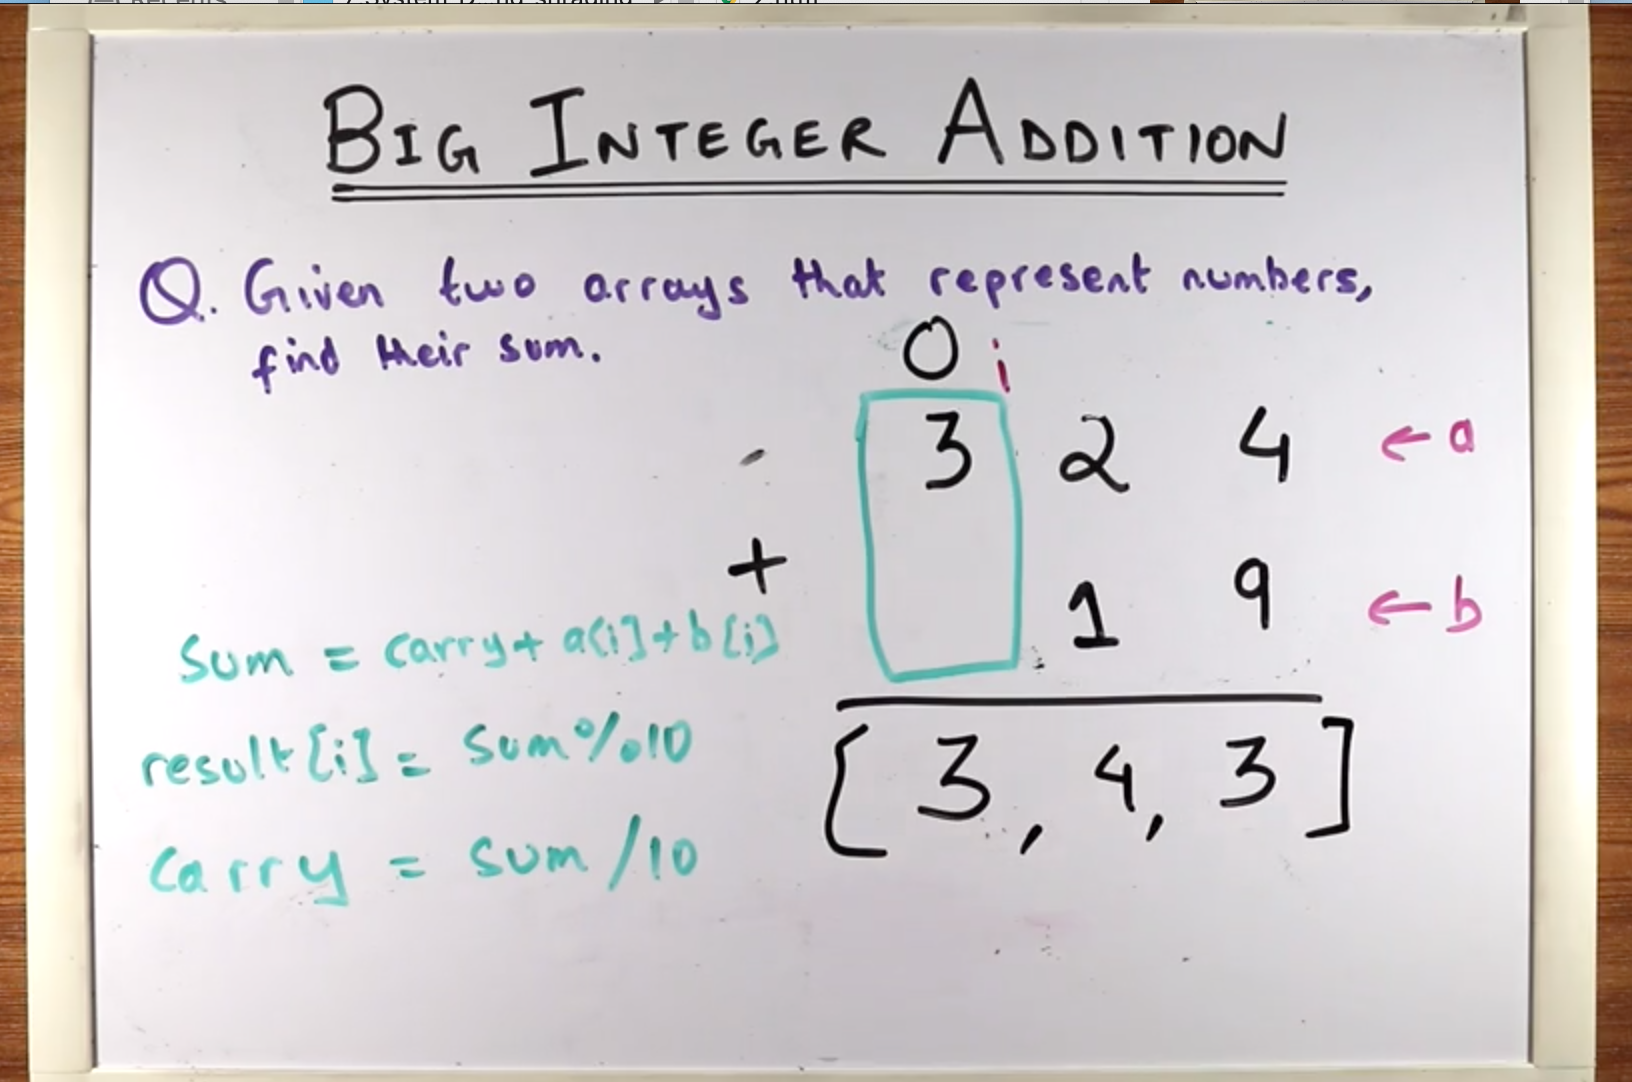 BIG INTEGER ADDITION
Q. Given two arrays that represent numbers,
find their sum.
0 i
3 2 4 ← a
+ 1 9 ← b
[3, 4, 3]
Sum = carry + a[i] + b[i]
result[i] = Sum%10
Carry = Sum/10